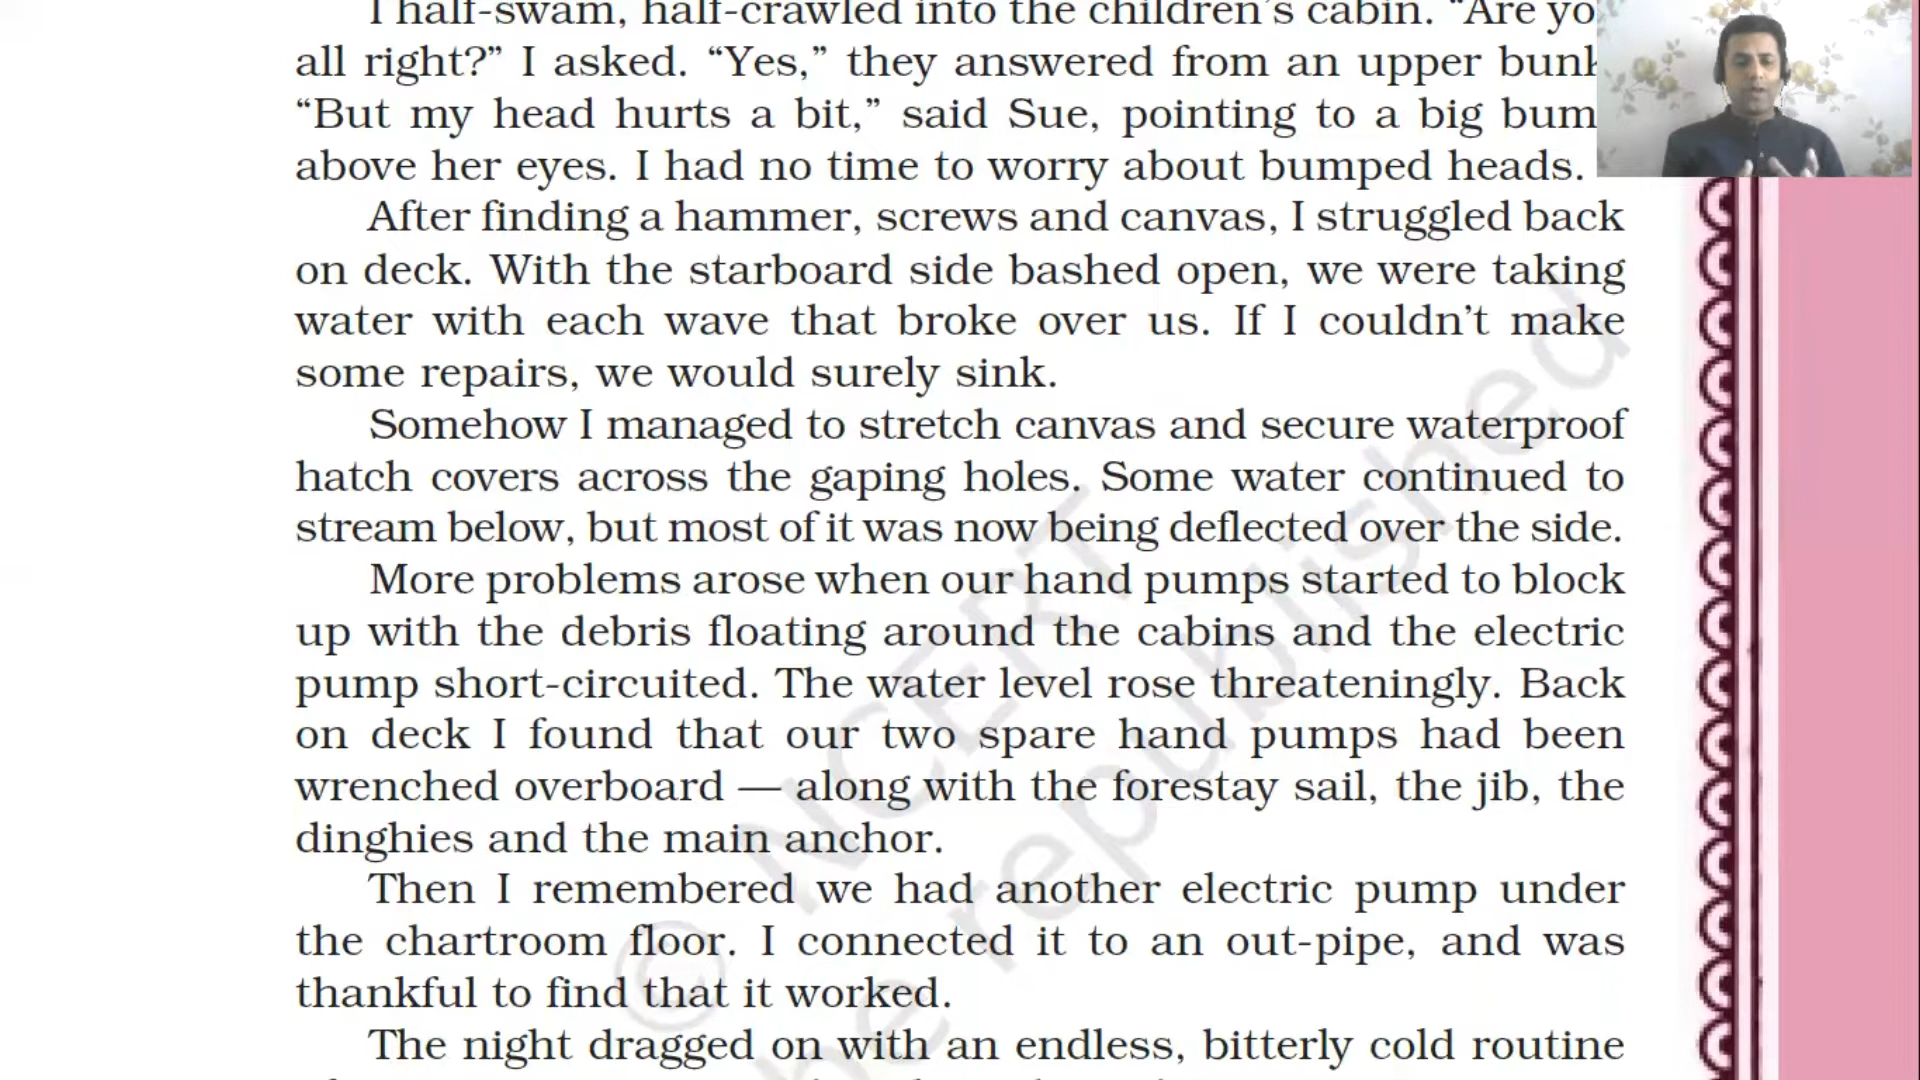 I half-swam, half-crawled into the children's cabin. “Are yo
all right?” I asked. “Yes,” they answered from an upper bunk
“But my head hurts a bit,” said Sue, pointing to a big bum
above her eyes. I had no time to worry about bumped heads.
After finding a hammer, screws and canvas, I struggled back
on deck. With the starboard side bashed open, we were taking
water with each wave that broke over us. If I couldn’t make
some repairs, we would surely sink.
Somehow I managed to stretch canvas and secure waterproof
hatch covers across the gaping holes. Some water continued to
stream below, but most of it was now being deflected over the side.
More problems arose when our hand pumps started to block
up with the debris floating around the cabins and the electric
pump short-circuited. The water level rose threateningly. Back
on deck I found that our two spare hand pumps had been
wrenched overboard — along with the forestay sail, the jib, the
dinghies and the main anchor.
Then I remembered we had another electric pump under
the chartroom floor. I connected it to an out-pipe, and was
thankful to find that it worked.
The night dragged on with an endless, bitterly cold routine
© NCERT
he republished